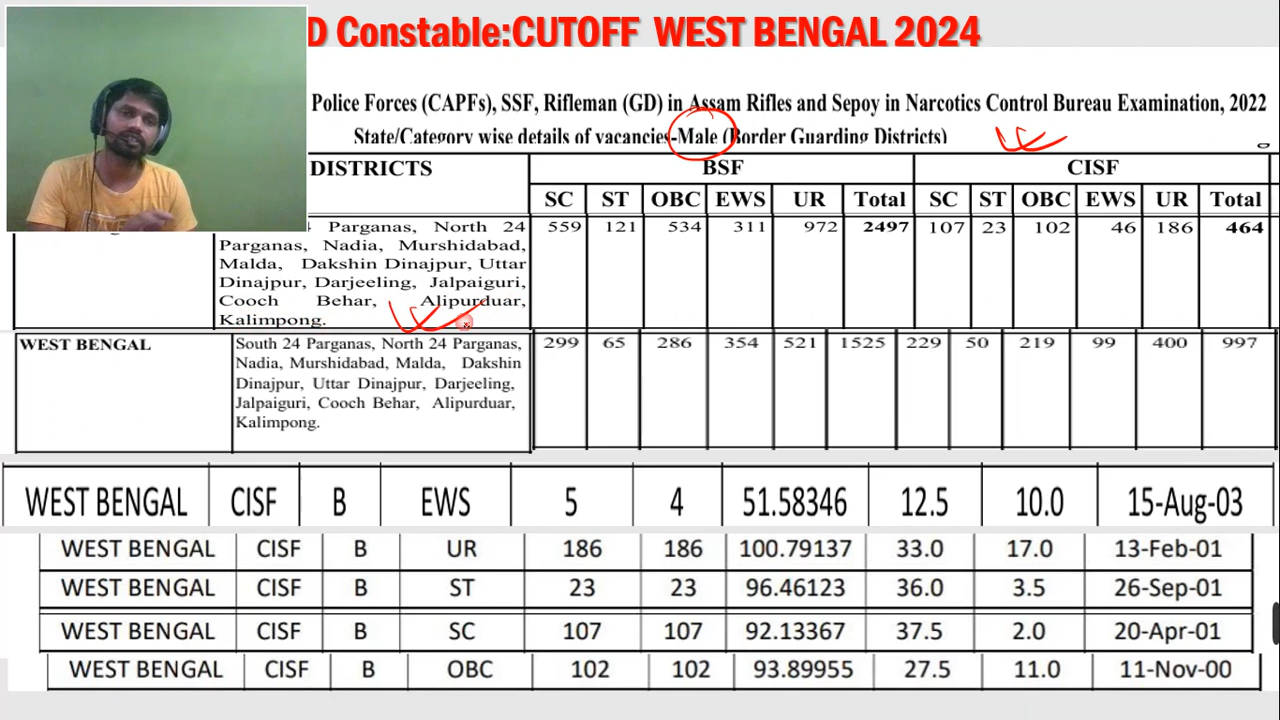 D Constable:CUTOFF WEST BENGAL 2024
Police Forces (CAPFs), SSF, Rifleman (GD) in Assam Rifles and Sepoy in Narcotics Control Bureau Examination, 2022
State/Category wise details of vacancies-Male (Border Guarding Districts)
DISTRICTS BSF CISF
SC ST OBC EWS UR Total SC ST OBC EWS UR Total
Parganas, North 24 559 121 534 311 972 2497 107 23 102 46 186 464
Parganas, Nadia, Murshidabad,
Malda, Dakshin Dinajpur, Uttar
Dinajpur, Darjeeling, Jalpaiguri,
Cooch Behar, Alipurduar,
Kalimpong.
WEST BENGAL South 24 Parganas, North 24 Parganas, 299 65 286 354 521 1525 229 50 219 99 400 997
Nadia, Murshidabad, Malda, Dakshin
Dinajpur, Uttar Dinajpur, Darjeeling,
Jalpaiguri, Cooch Behar, Alipurduar,
Kalimpong.
WEST BENGAL CISF B EWS 5 4 51.58346 12.5 10.0 15-Aug-03
WEST BENGAL CISF B UR 186 186 100.79137 33.0 17.0 13-Feb-01
WEST BENGAL CISF B ST 23 23 96.46123 36.0 3.5 26-Sep-01
WEST BENGAL CISF B SC 107 107 92.13367 37.5 2.0 20-Apr-01
WEST BENGAL CISF B OBC 102 102 93.89955 27.5 11.0 11-Nov-00